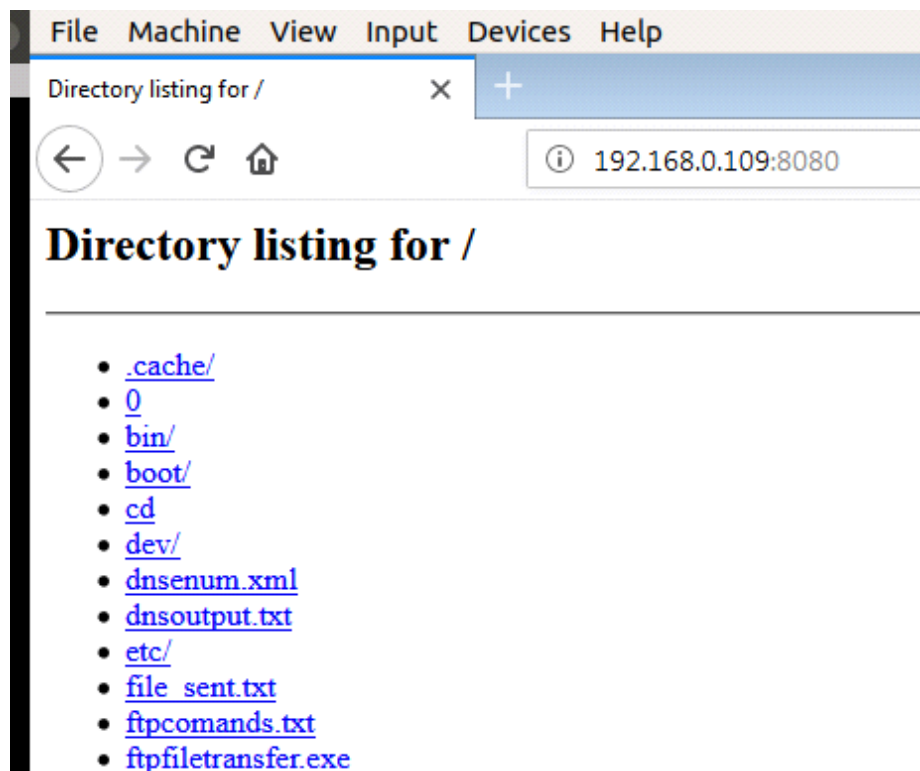 File Machine View Input Devices Help
Directory listing for /
192.168.0.109:8080
Directory listing for /
.cache/
0
bin/
boot/
cd
dev/
dnsenum.xml
dnsoutput.txt
etc/
file_sent.txt
ftpcomands.txt
ftpfiletransfer.exe